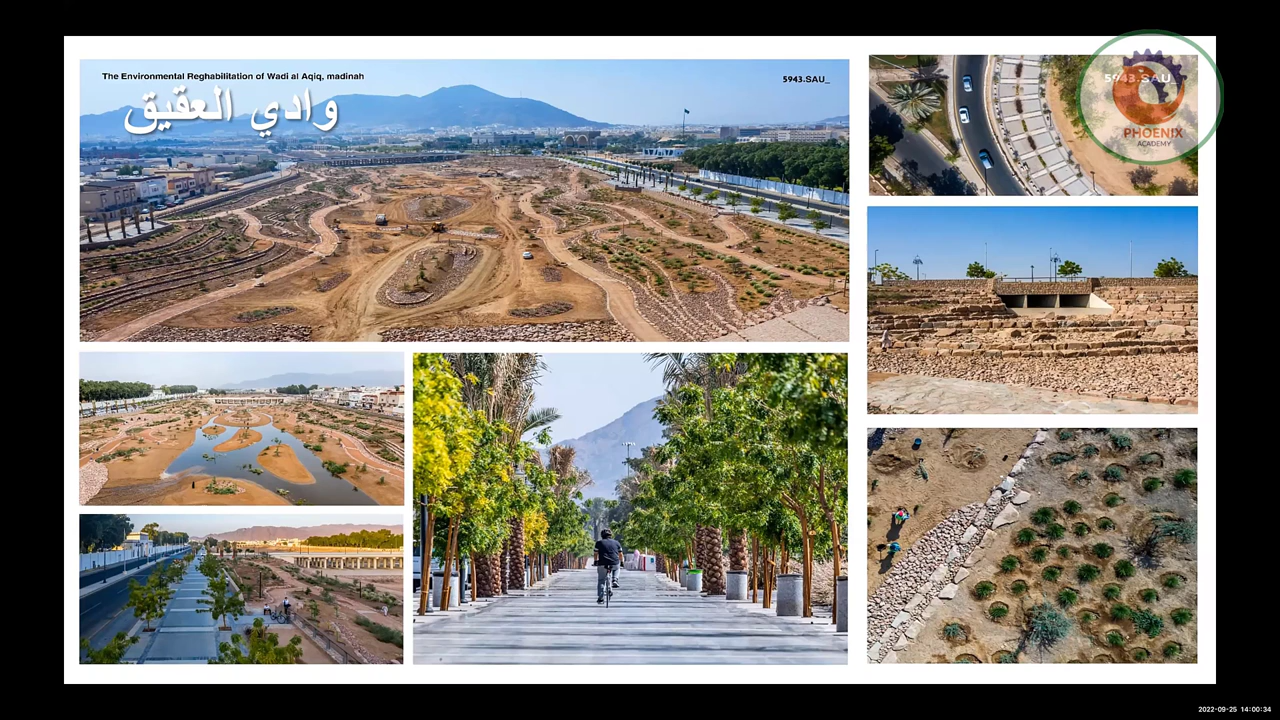 The Environmental Reghabilitation of Wadi al Aqiq, madinah
وادي العقيق
5943.SAU_
5943.SAU_
PHOENIX
ACADEMY
2022-09-25 14:00:34